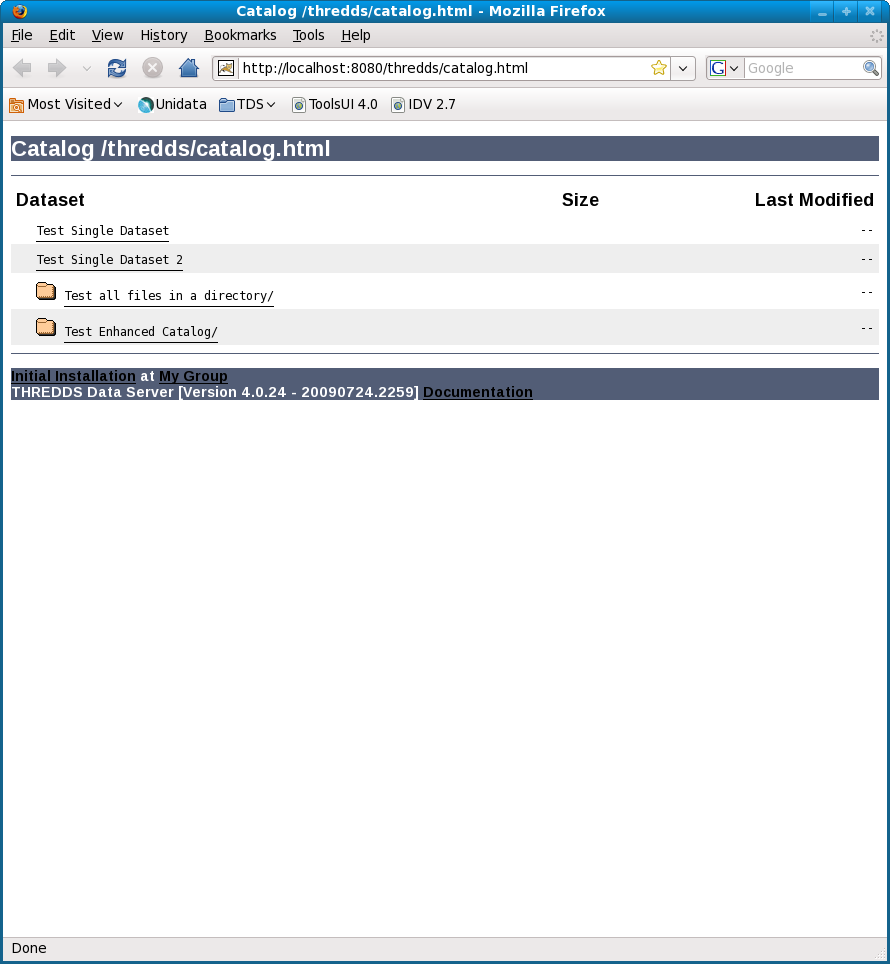 Catalog /thredds/catalog.html - Mozilla Firefox
File Edit View History Bookmarks Tools Help
http://localhost:8080/thredds/catalog.html G Google
Most Visited Unidata TDS ToolsUI 4.0 IDV 2.7
Catalog /thredds/catalog.html
Dataset Size Last Modified
Test Single Dataset --
Test Single Dataset 2 --
Test all files in a directory/ --
Test Enhanced Catalog/ --
Initial Installation at My Group
THREDDS Data Server [Version 4.0.24 - 20090724.2259] Documentation
Done